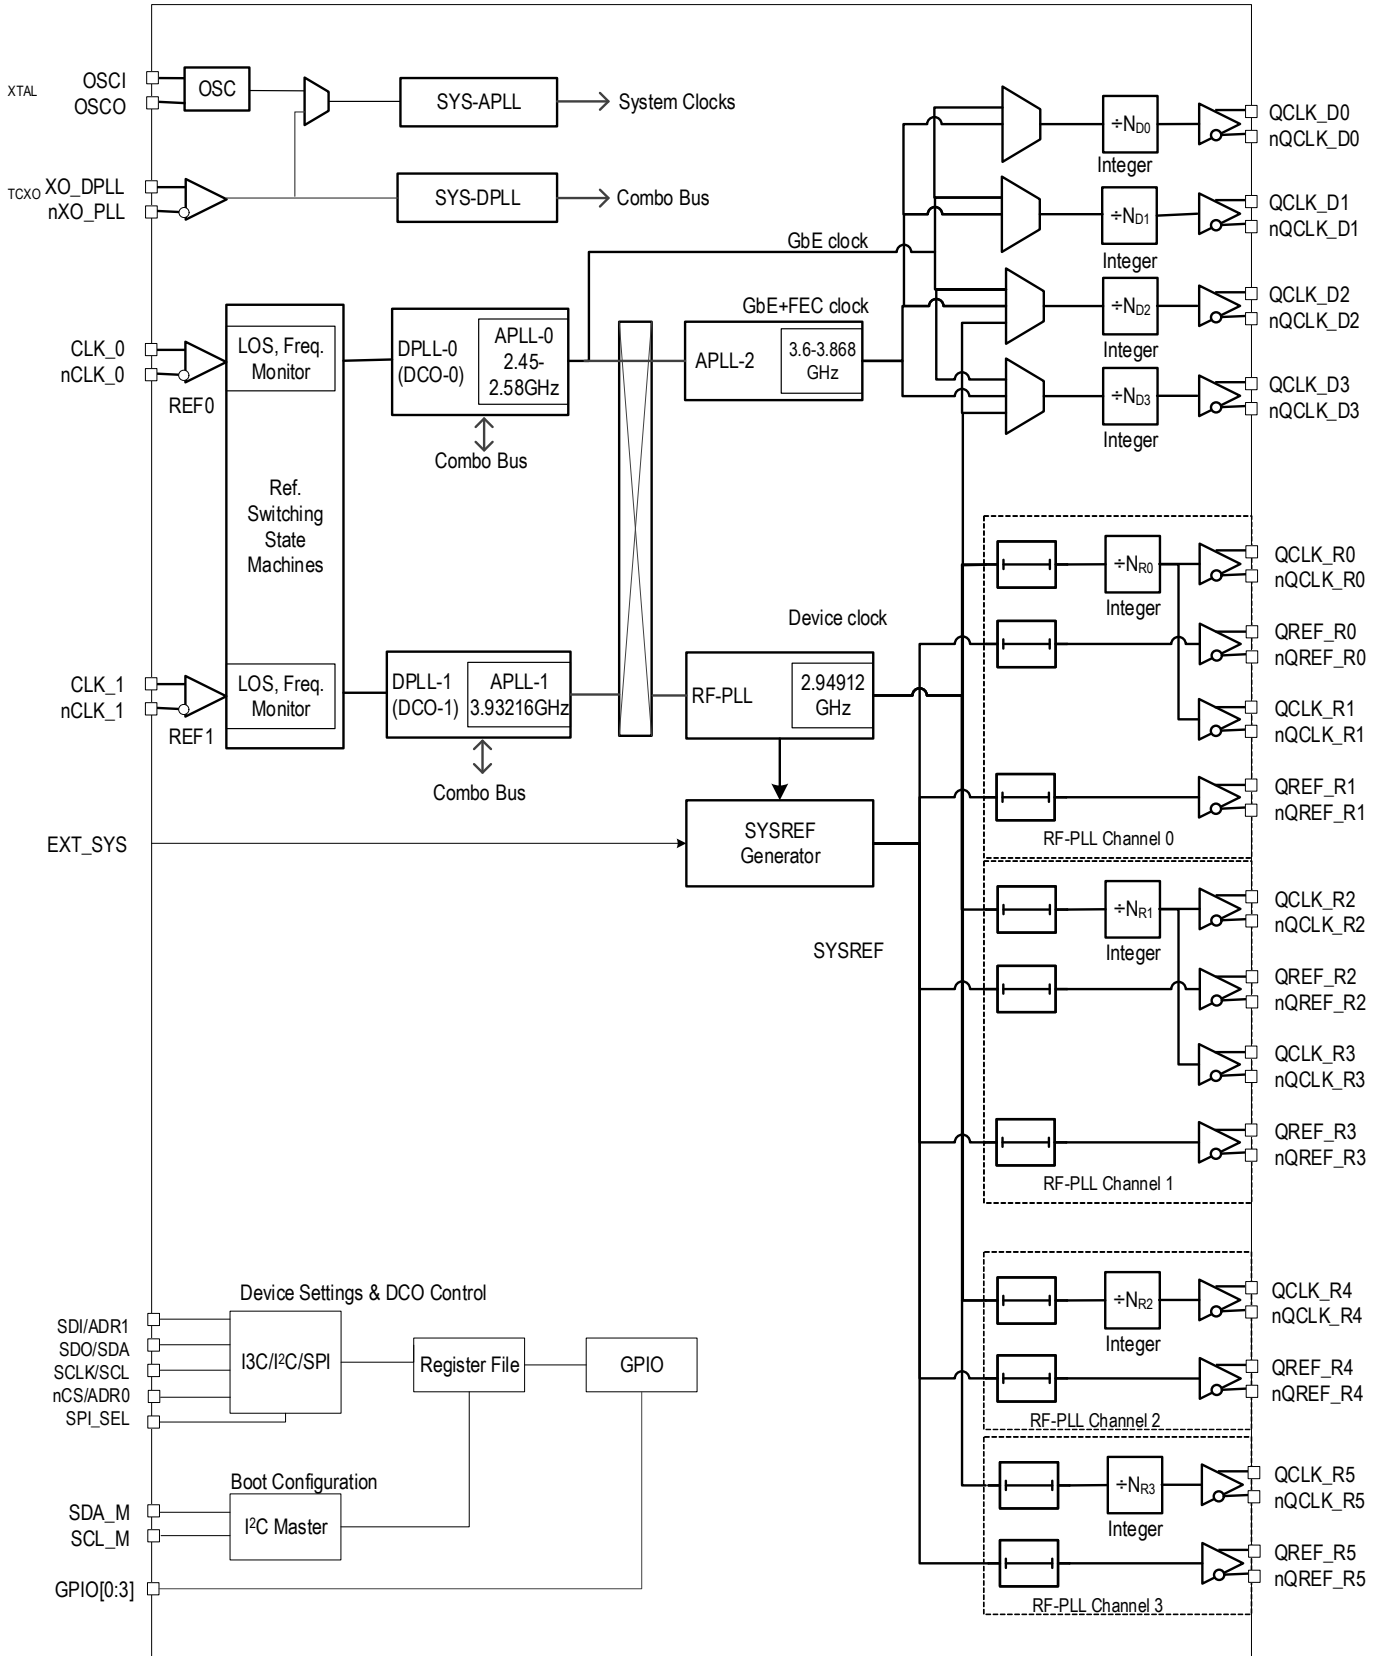 XTAL
OSCI
OSCO
OSC
SYS-APLL
System Clocks
TCXO
XO_DPLL
nXO_PLL
SYS-DPLL
Combo Bus
GbE clock
GbE+FEC clock
CLK_0
nCLK_0
REF0
LOS, Freq.
Monitor
DPLL-0
(DCO-0)
APLL-0
2.45-
2.58GHz
Combo Bus
APLL-2
3.6-3.868
GHz
Ref.
Switching
State
Machines
CLK_1
nCLK_1
REF1
LOS, Freq.
Monitor
DPLL-1
(DCO-1)
APLL-1
3.93216GHz
Combo Bus
Device clock
RF-PLL
2.94912
GHz
EXT_SYS
SYSREF
Generator
SYSREF
÷ND0
Integer
QCLK_D0
nQCLK_D0
÷ND1
Integer
QCLK_D1
nQCLK_D1
÷ND2
Integer
QCLK_D2
nQCLK_D2
÷ND3
Integer
QCLK_D3
nQCLK_D3
÷NR0
Integer
QCLK_R0
nQCLK_R0
QREF_R0
nQREF_R0
QCLK_R1
nQCLK_R1
QREF_R1
nQREF_R1
RF-PLL Channel 0
÷NR1
Integer
QCLK_R2
nQCLK_R2
QREF_R2
nQREF_R2
QCLK_R3
nQCLK_R3
QREF_R3
nQREF_R3
RF-PLL Channel 1
÷NR2
Integer
QCLK_R4
nQCLK_R4
QREF_R4
nQREF_R4
RF-PLL Channel 2
÷NR3
Integer
QCLK_R5
nQCLK_R5
QREF_R5
nQREF_R5
RF-PLL Channel 3
Device Settings & DCO Control
SDI/ADR1
SDO/SDA
SCLK/SCL
nCS/ADR0
SPI_SEL
I3C/I²C/SPI
Register File
GPIO
Boot Configuration
SDA_M
SCL_M
I²C Master
GPIO[0:3]